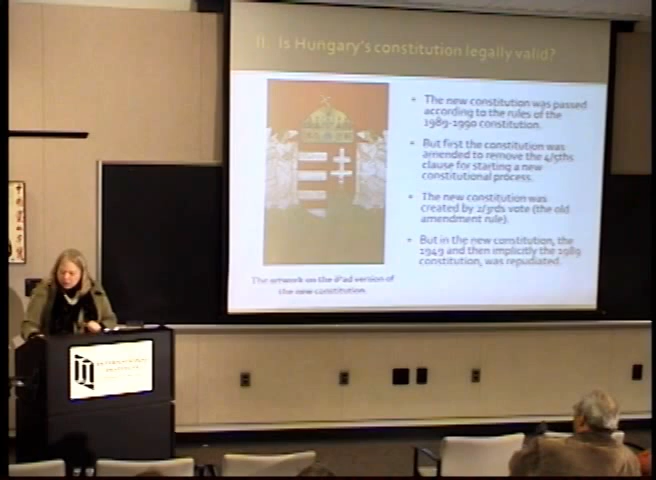 II. Is Hungary's constitution legally valid?
• The new constitution was passed
according to the rules of the
1989-1990 constitution.
• But first the constitution was
amended to remove the 4/5ths
clause for starting a new
constitutional process.
• The new constitution was
created by 2/3rds vote (the old
amendment rule).
• But in the new constitution, the
1949 and then implicitly the 1989
constitution, was repudiated.
The artwork on the iPad version of
the new constitution.